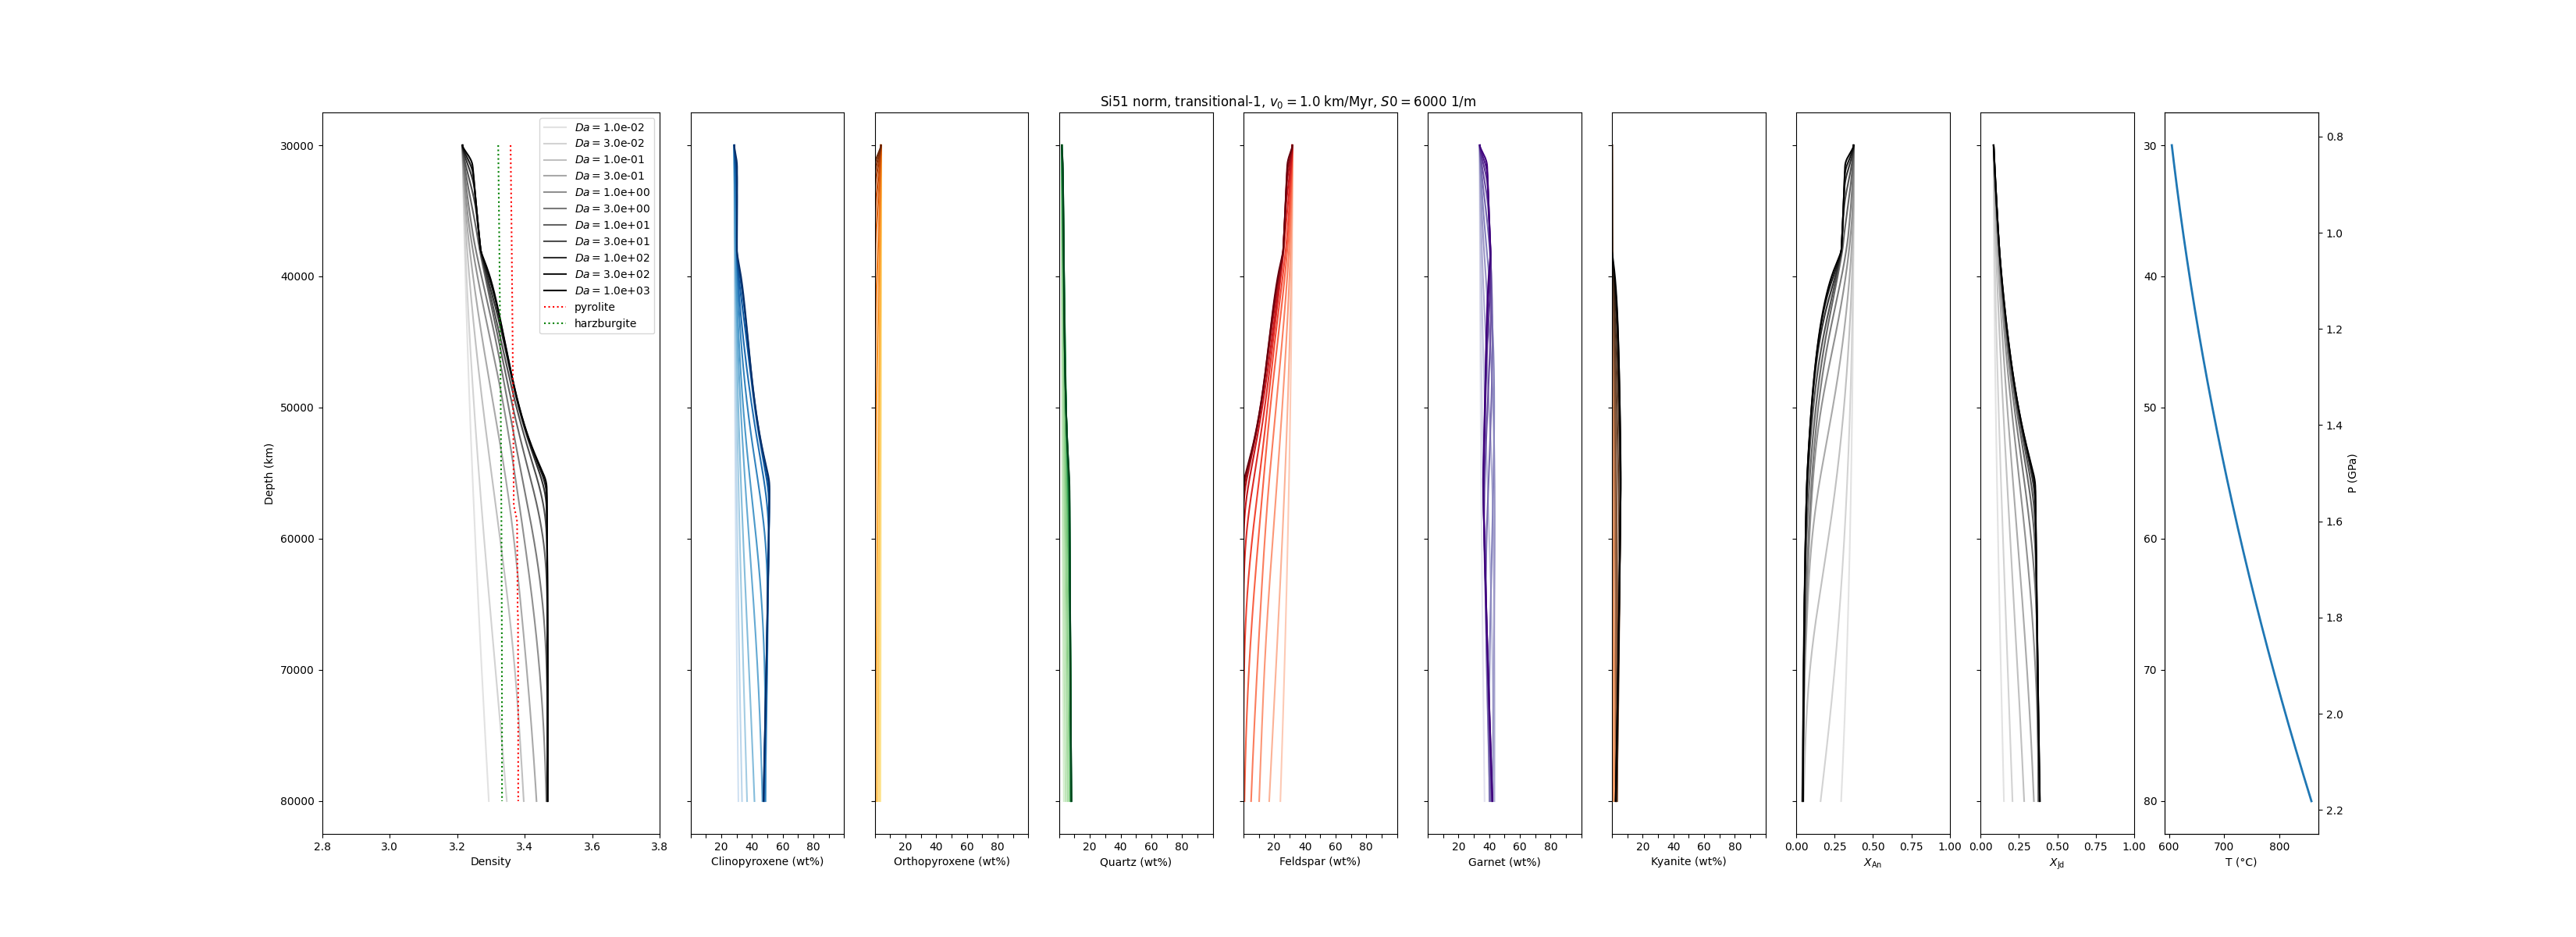 Si51 norm, transitional-1, v₀ = 1.0 km/Myr, S0 = 6000 1/m
Da = 1.0e-02
Da = 3.0e-02
Da = 1.0e-01
Da = 3.0e-01
Da = 1.0e+00
Da = 3.0e+00
Da = 1.0e+01
Da = 3.0e+01
Da = 1.0e+02
Da = 3.0e+02
Da = 1.0e+03
pyrolite
harzburgite
Depth (km)
30000
40000
50000
60000
70000
80000
2.8 3.0 3.2 3.4 3.6 3.8
Density
20 40 60 80
Clinopyroxene (wt%)
20 40 60 80
Orthopyroxene (wt%)
20 40 60 80
Quartz (wt%)
20 40 60 80
Feldspar (wt%)
20 40 60 80
Garnet (wt%)
20 40 60 80
Kyanite (wt%)
0.00 0.25 0.50 0.75 1.00
X_An
0.00 0.25 0.50 0.75 1.00
X_Jd
30
40
50
60
70
80
600 700 800
T (°C)
0.8
1.0
1.2
1.4
1.6
1.8
2.0
2.2
P (GPa)